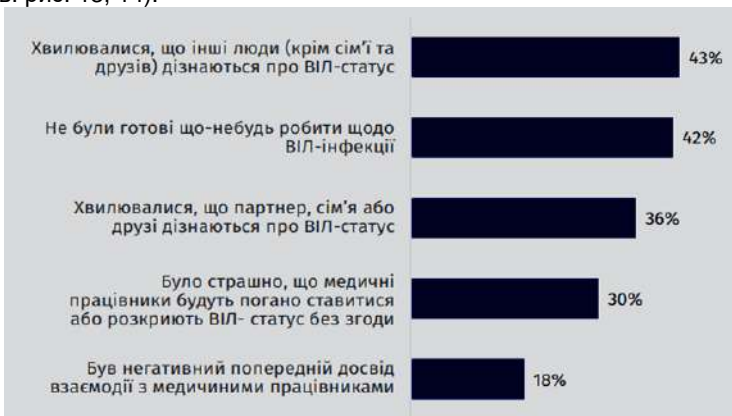 Хвилювалися, що інші люди (крім сім'ї та
друзів) дізнаються про ВІЛ-статус
43%
Не були готові що-небудь робити щодо
ВІЛ-інфекції
42%
Хвилювалися, що партнер, сім'я або
друзі дізнаються про ВІЛ-статус
36%
Було страшно, що медичні
працівники будуть погано ставитися
або розкриють ВІЛ- статус без згоди
30%
Був негативний попередній досвід
взаємодії з медичиними працівниками
18%